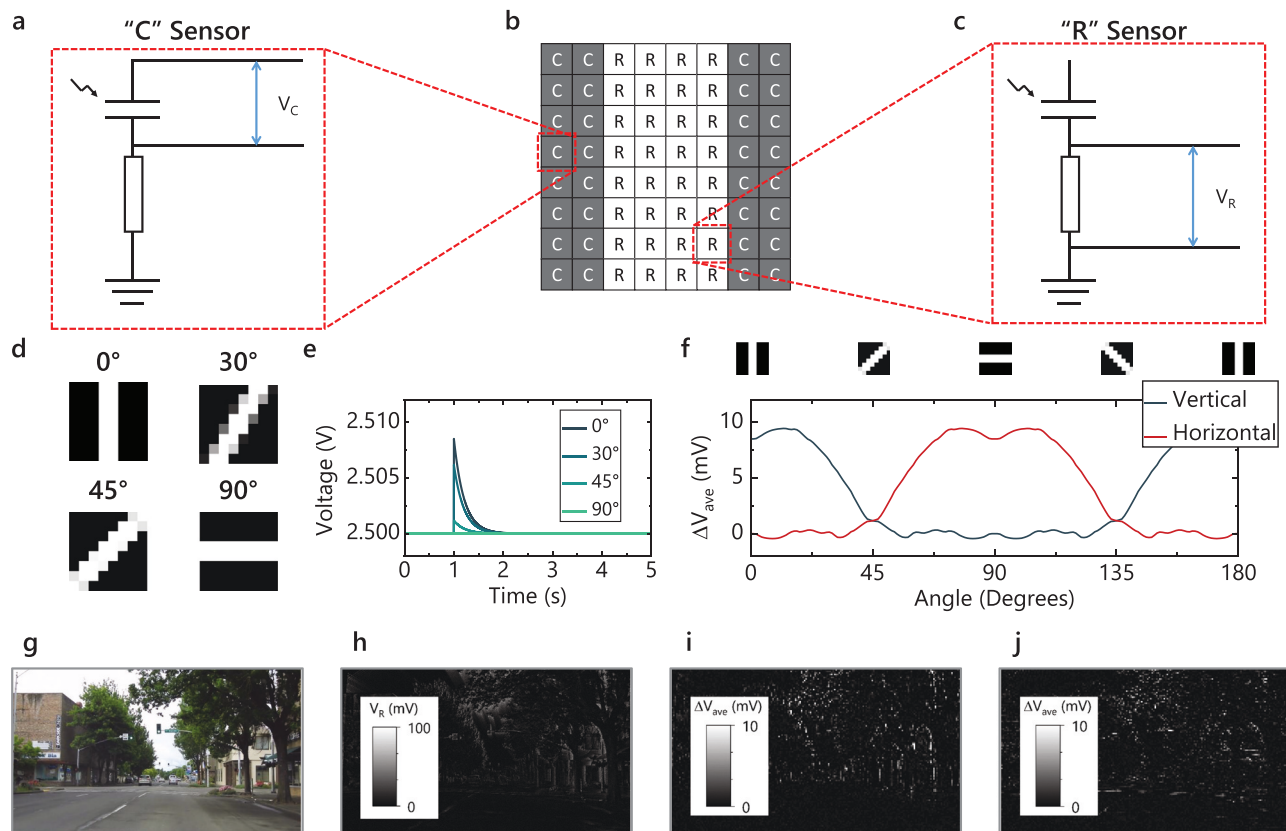 a
"C" Sensor
V_C
b
C C R R R R C C
C C R R R R C C
C C R R R R C C
C C R R R R C C
C C R R R R C C
C C R R R R C C
C C R R R R C C
C C R R R R C C
c
"R" Sensor
V_R
d
0° 30°
45° 90°
e
2.510
2.505
2.500
Voltage (V)
0 1 2 3 4 5
Time (s)
0°
30°
45°
90°
f
10
5
0
ΔV_ave (mV)
0 45 90 135 180
Angle (Degrees)
Vertical
Horizontal
g
h
V_R (mV)
100
0
i
ΔV_ave (mV)
10
0
j
ΔV_ave (mV)
10
0